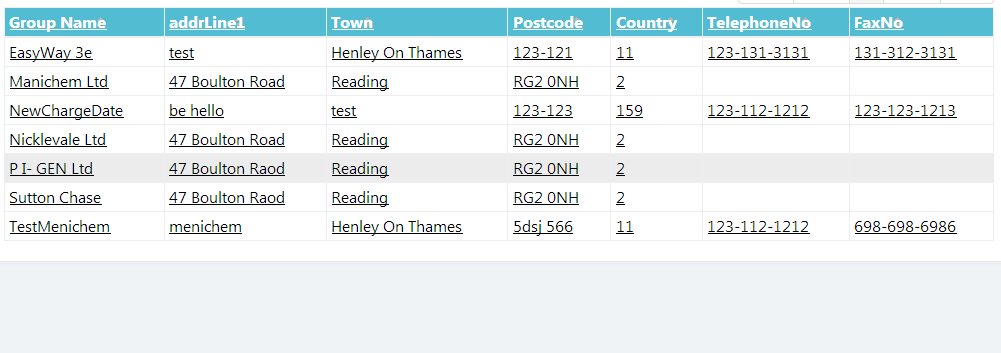 Group Name addrLine1 Town Postcode Country TelephoneNo FaxNo
EasyWay 3e test Henley On Thames 123-121 11 123-131-3131 131-312-3131
Manichem Ltd 47 Boulton Road Reading RG2 0NH 2
NewChargeDate be hello test 123-123 159 123-112-1212 123-123-1213
Nicklevale Ltd 47 Boulton Road Reading RG2 0NH 2
P I- GEN Ltd 47 Boulton Raod Reading RG2 0NH 2
Sutton Chase 47 Boulton Raod Reading RG2 0NH 2
TestMenichem menichem Henley On Thames 5dsj 566 11 123-112-1212 698-698-6986